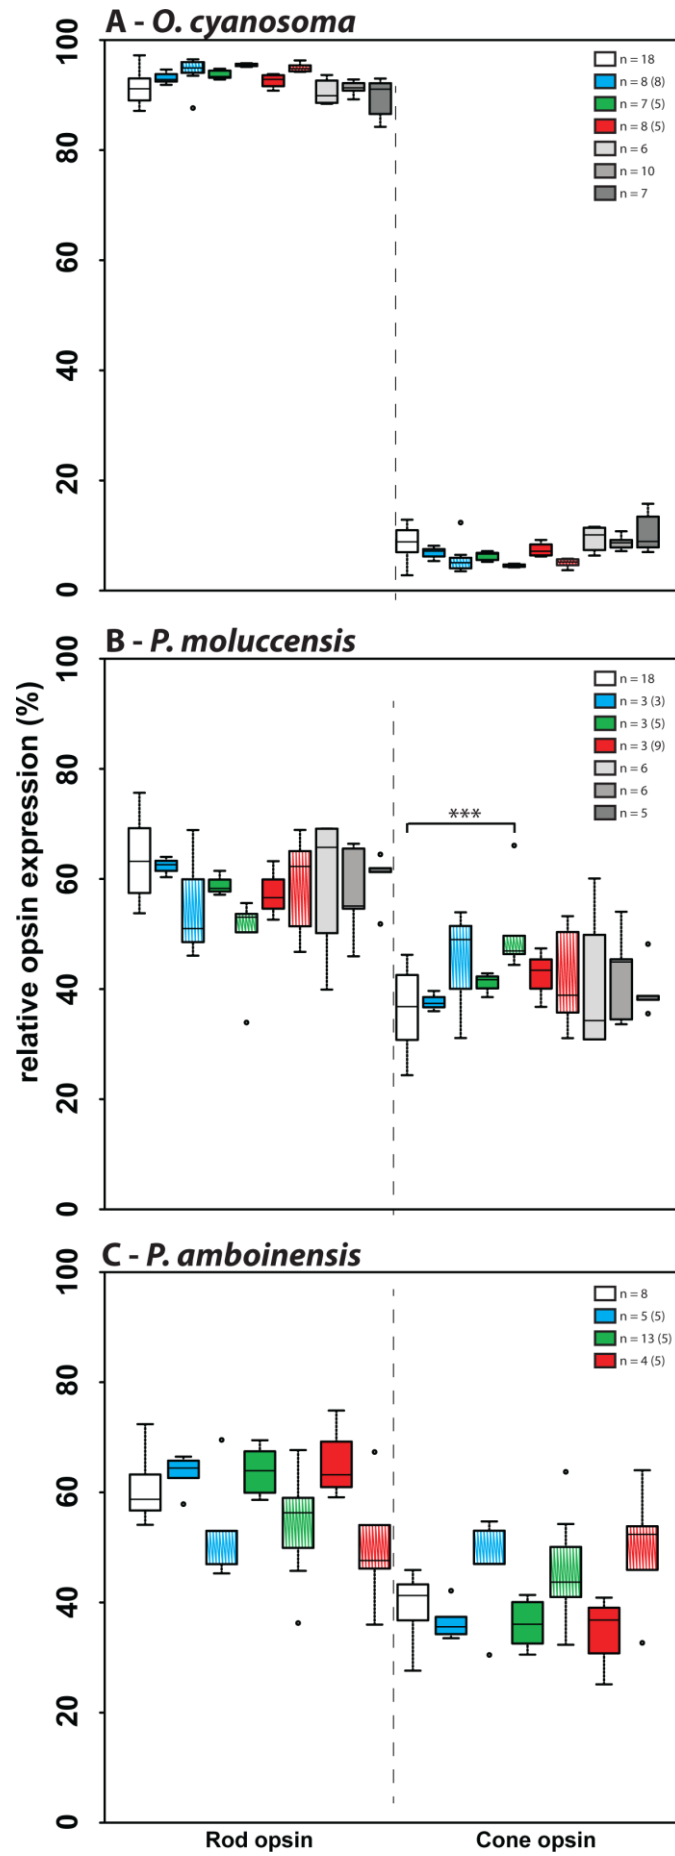 A - O. cyanosoma
100
80
60
40
20
0
n = 18
n = 8 (8)
n = 7 (5)
n = 8 (5)
n = 6
n = 10
n = 7
B - P. moluccensis
100
80
60
40
20
0
n = 18
n = 3 (3)
n = 3 (5)
n = 3 (9)
n = 6
n = 6
n = 5
***
relative opsin expression (%)
C - P. amboinensis
100
80
60
40
20
0
n = 8
n = 5 (5)
n = 13 (5)
n = 4 (5)
Rod opsin
Cone opsin